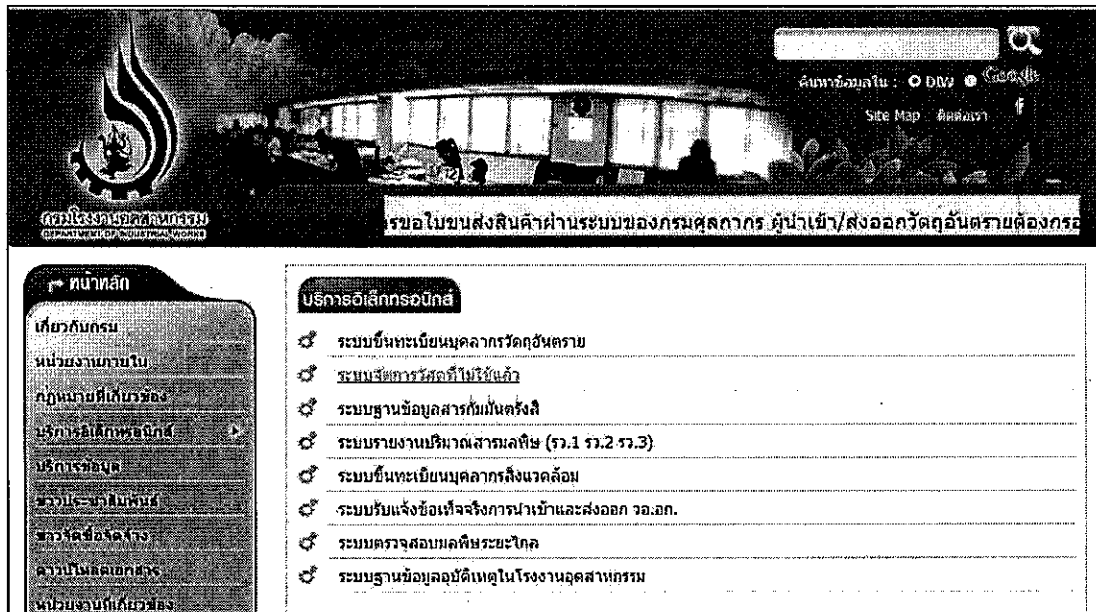 ค้นหาข้อมูลใน : DIW Google
Site Map ติดต่อเรา
กรมโรงงานอุตสาหกรรม
DEPARTMENT OF INDUSTRIAL WORKS
รขอใบขนส่งสินค้าผ่านระบบของกรมศุลกากร ผู้นำเข้า/ส่งออกวัตถุอันตรายต้องกรอ
หน้าหลัก
เกี่ยวกับกรม
หน่วยงานภายใน
กฎหมายที่เกี่ยวข้อง
บริการอิเล็กทรอนิกส์
บริการข้อมูล
ข่าวประชาสัมพันธ์
ข่าวจัดซื้อจัดจ้าง
ดาวน์โหลดเอกสาร
หน่วยงานที่เกี่ยวข้อง
บริการอิเล็กทรอนิกส์
ระบบขึ้นทะเบียนบุคลากรวัตถุอันตราย
ระบบจัดการวัสดุที่ไม่ใช้แล้ว
ระบบฐานข้อมูลสารกัมมันตรังสี
ระบบรายงานปริมาณสารมลพิษ (รว.1 รว.2 รว.3)
ระบบขึ้นทะเบียนบุคลากรสิ่งแวดล้อม
ระบบรับแจ้งข้อเท็จจริงการนำเข้าและส่งออก วอ.อก.
ระบบตรวจสอบมลพิษระยะไกล
ระบบฐานข้อมูลอุบัติเหตุในโรงงานอุตสาหกรรม